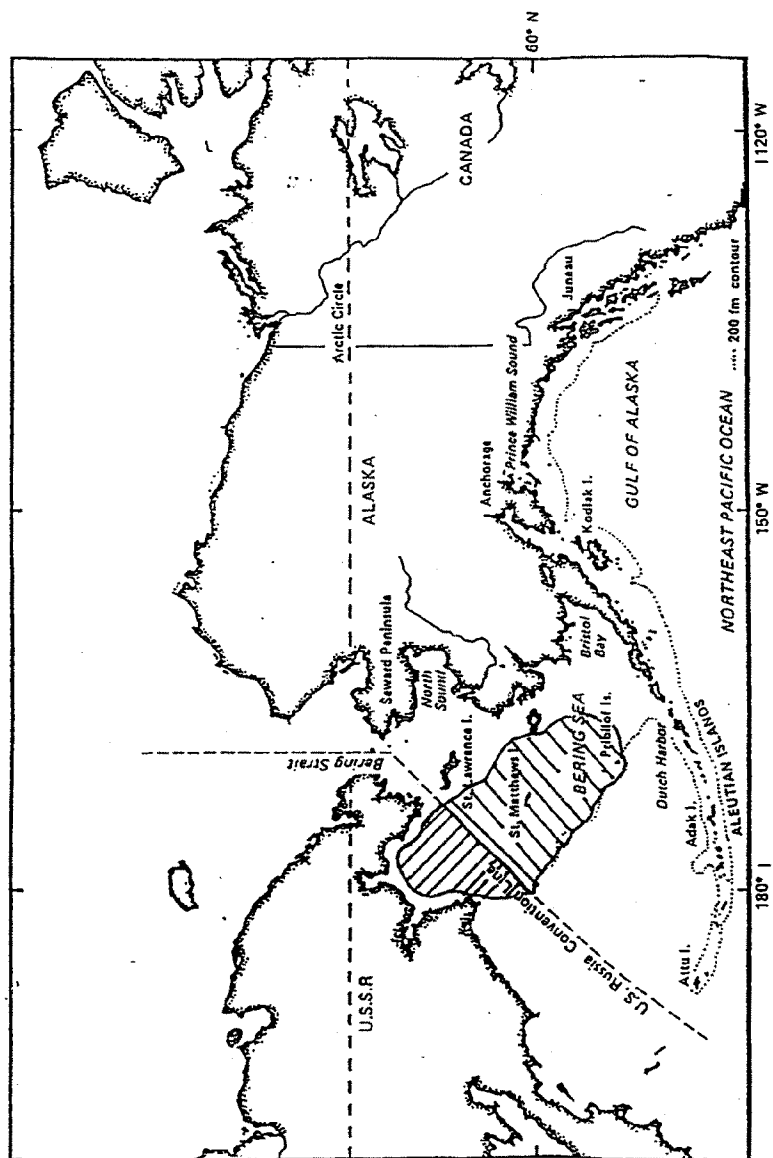 60° N
120° W
150° W
180° I
CANADA
Arctic Circle
ALASKA
Juneau
Prince William Sound
Anchorage
Kodiak I.
GULF OF ALASKA
..... 200 fm contour
NORTHEAST PACIFIC OCEAN
Seward Peninsula
North
Sound
Bristol
Bay
Bering Strait
St. Lawrence I.
St. Matthews I.
BERING SEA
Pribilof Is.
Dutch Harbor
Adak I.
ALEUTIAN ISLANDS
Attu I.
U.S. Russia Convention Line
U.S.S.R